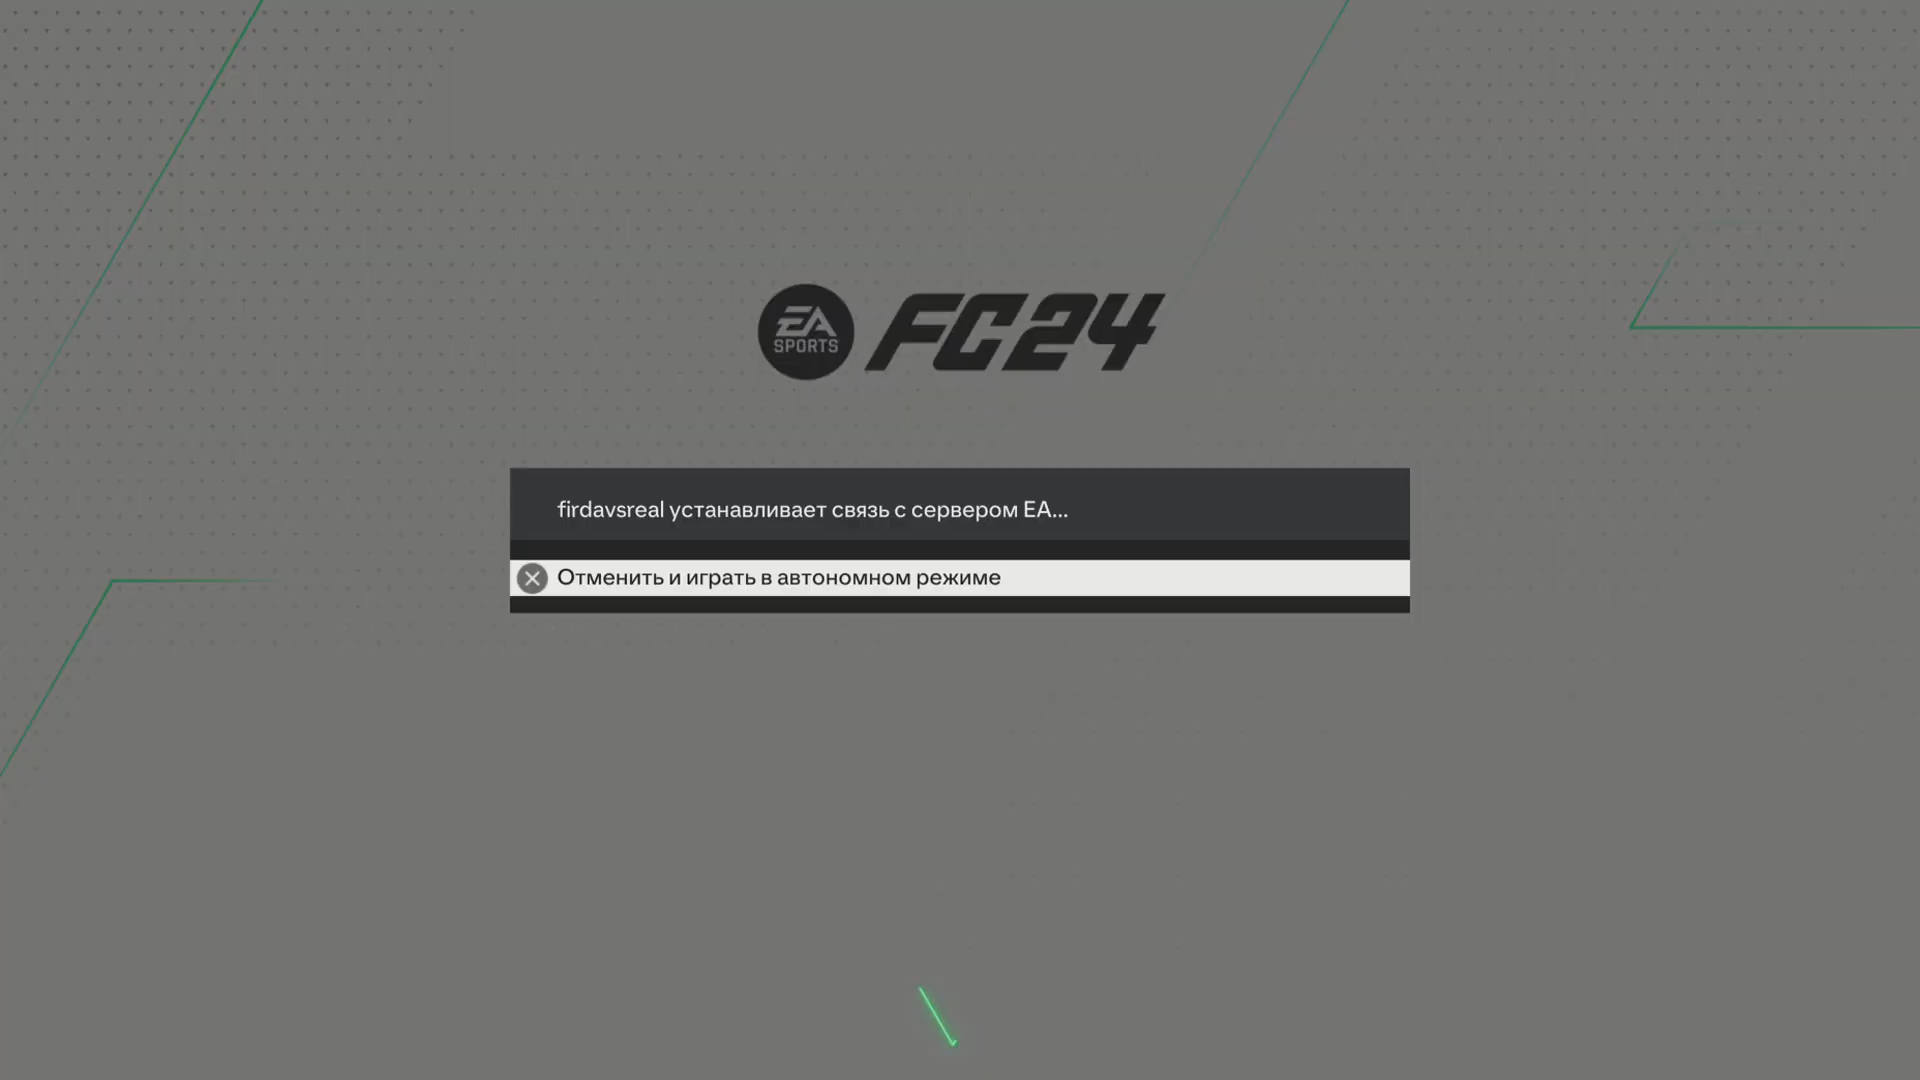 EA
SPORTS
FC24
firdavsreal устанавливает связь с сервером EA...
Отменить и играть в автономном режиме